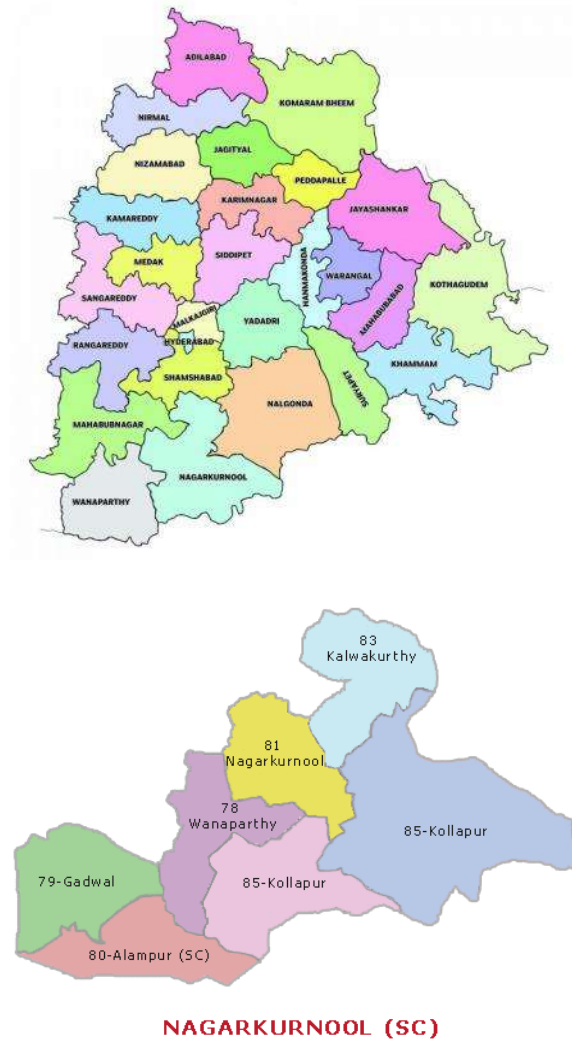 ADILABAD
KOMARAM BHEEM
NIRMAL
JAGITYAL
NIZAMABAD
PEDDAPALLE
KARIMNAGAR
JAYASHANKAR
KAMAREDDY
SIDDIPET
MEDAK
HANMAKONDA
WARANGAL
KOTHAGUDEM
SANGAREDDY
MAHABUBABAD
MALKAJGIRI
YADADRI
HYDERABAD
RANGAREDDY
KHAMMAM
SHAMSHABAD
SURYAPET
NALGONDA
MAHABUBNAGAR
NAGARKURNOOL
WANAPARTHY
83
Kalwakurthy
81
Nagarkurnool
78
Wanaparthy
85-Kollapur
79-Gadwal
85-Kollapur
80-Alampur (SC)
NAGARKURNOOL (SC)